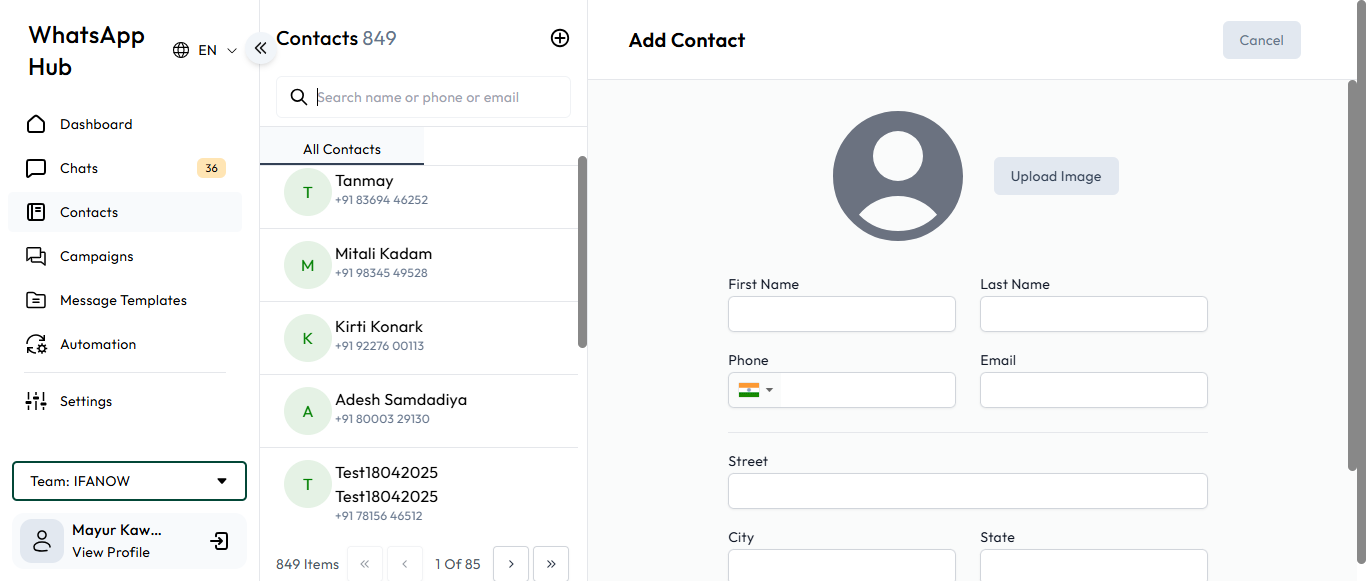 WhatsApp
Hub
EN
Dashboard
Chats
36
Contacts
Campaigns
Message Templates
Automation
Settings
Team: IFANOW
Mayur Kaw...
View Profile
Contacts 849
Search name or phone or email
All Contacts
T
Tanmay
+91 83694 46252
M
Mitali Kadam
+91 98345 49528
K
Kirti Konark
+91 92276 00113
A
Adesh Samdadiya
+91 80003 29130
T
Test18042025
Test18042025
+91 78156 46512
849 Items
«
‹
1 Of 85
›
»
Add Contact
Cancel
Upload Image
First Name
Last Name
Phone
Email
Street
City
State